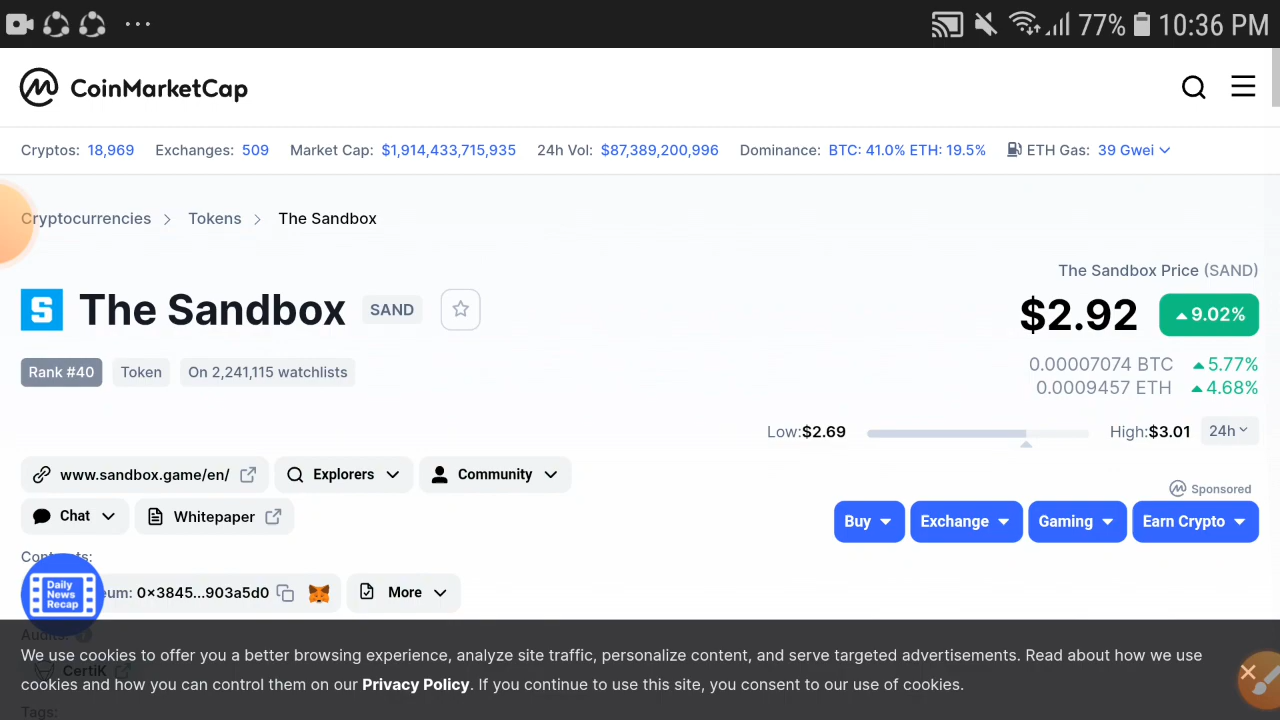 77% 10:36 PM
CoinMarketCap
Cryptos: 18,969 Exchanges: 509 Market Cap: $1,914,433,715,935 24h Vol: $87,389,200,996 Dominance: BTC: 41.0% ETH: 19.5% ETH Gas: 39 Gwei
Cryptocurrencies > Tokens > The Sandbox
The Sandbox Price (SAND)
The Sandbox SAND
$2.92 9.02%
Rank #40 Token On 2,241,115 watchlists
0.00007074 BTC 5.77%
0.0009457 ETH 4.68%
Low:$2.69 High:$3.01 24h
www.sandbox.game/en/ Explorers Community
Sponsored
Chat Whitepaper
Buy Exchange Gaming Earn Crypto
Daily
News
Recap
eum: 0x3845...903a5d0 More
Audits:
We use cookies to offer you a better browsing experience, analyze site traffic, personalize content, and serve targeted advertisements. Read about how we use
cookies and how you can control them on our Privacy Policy. If you continue to use this site, you consent to our use of cookies.
CertiK
Tags: